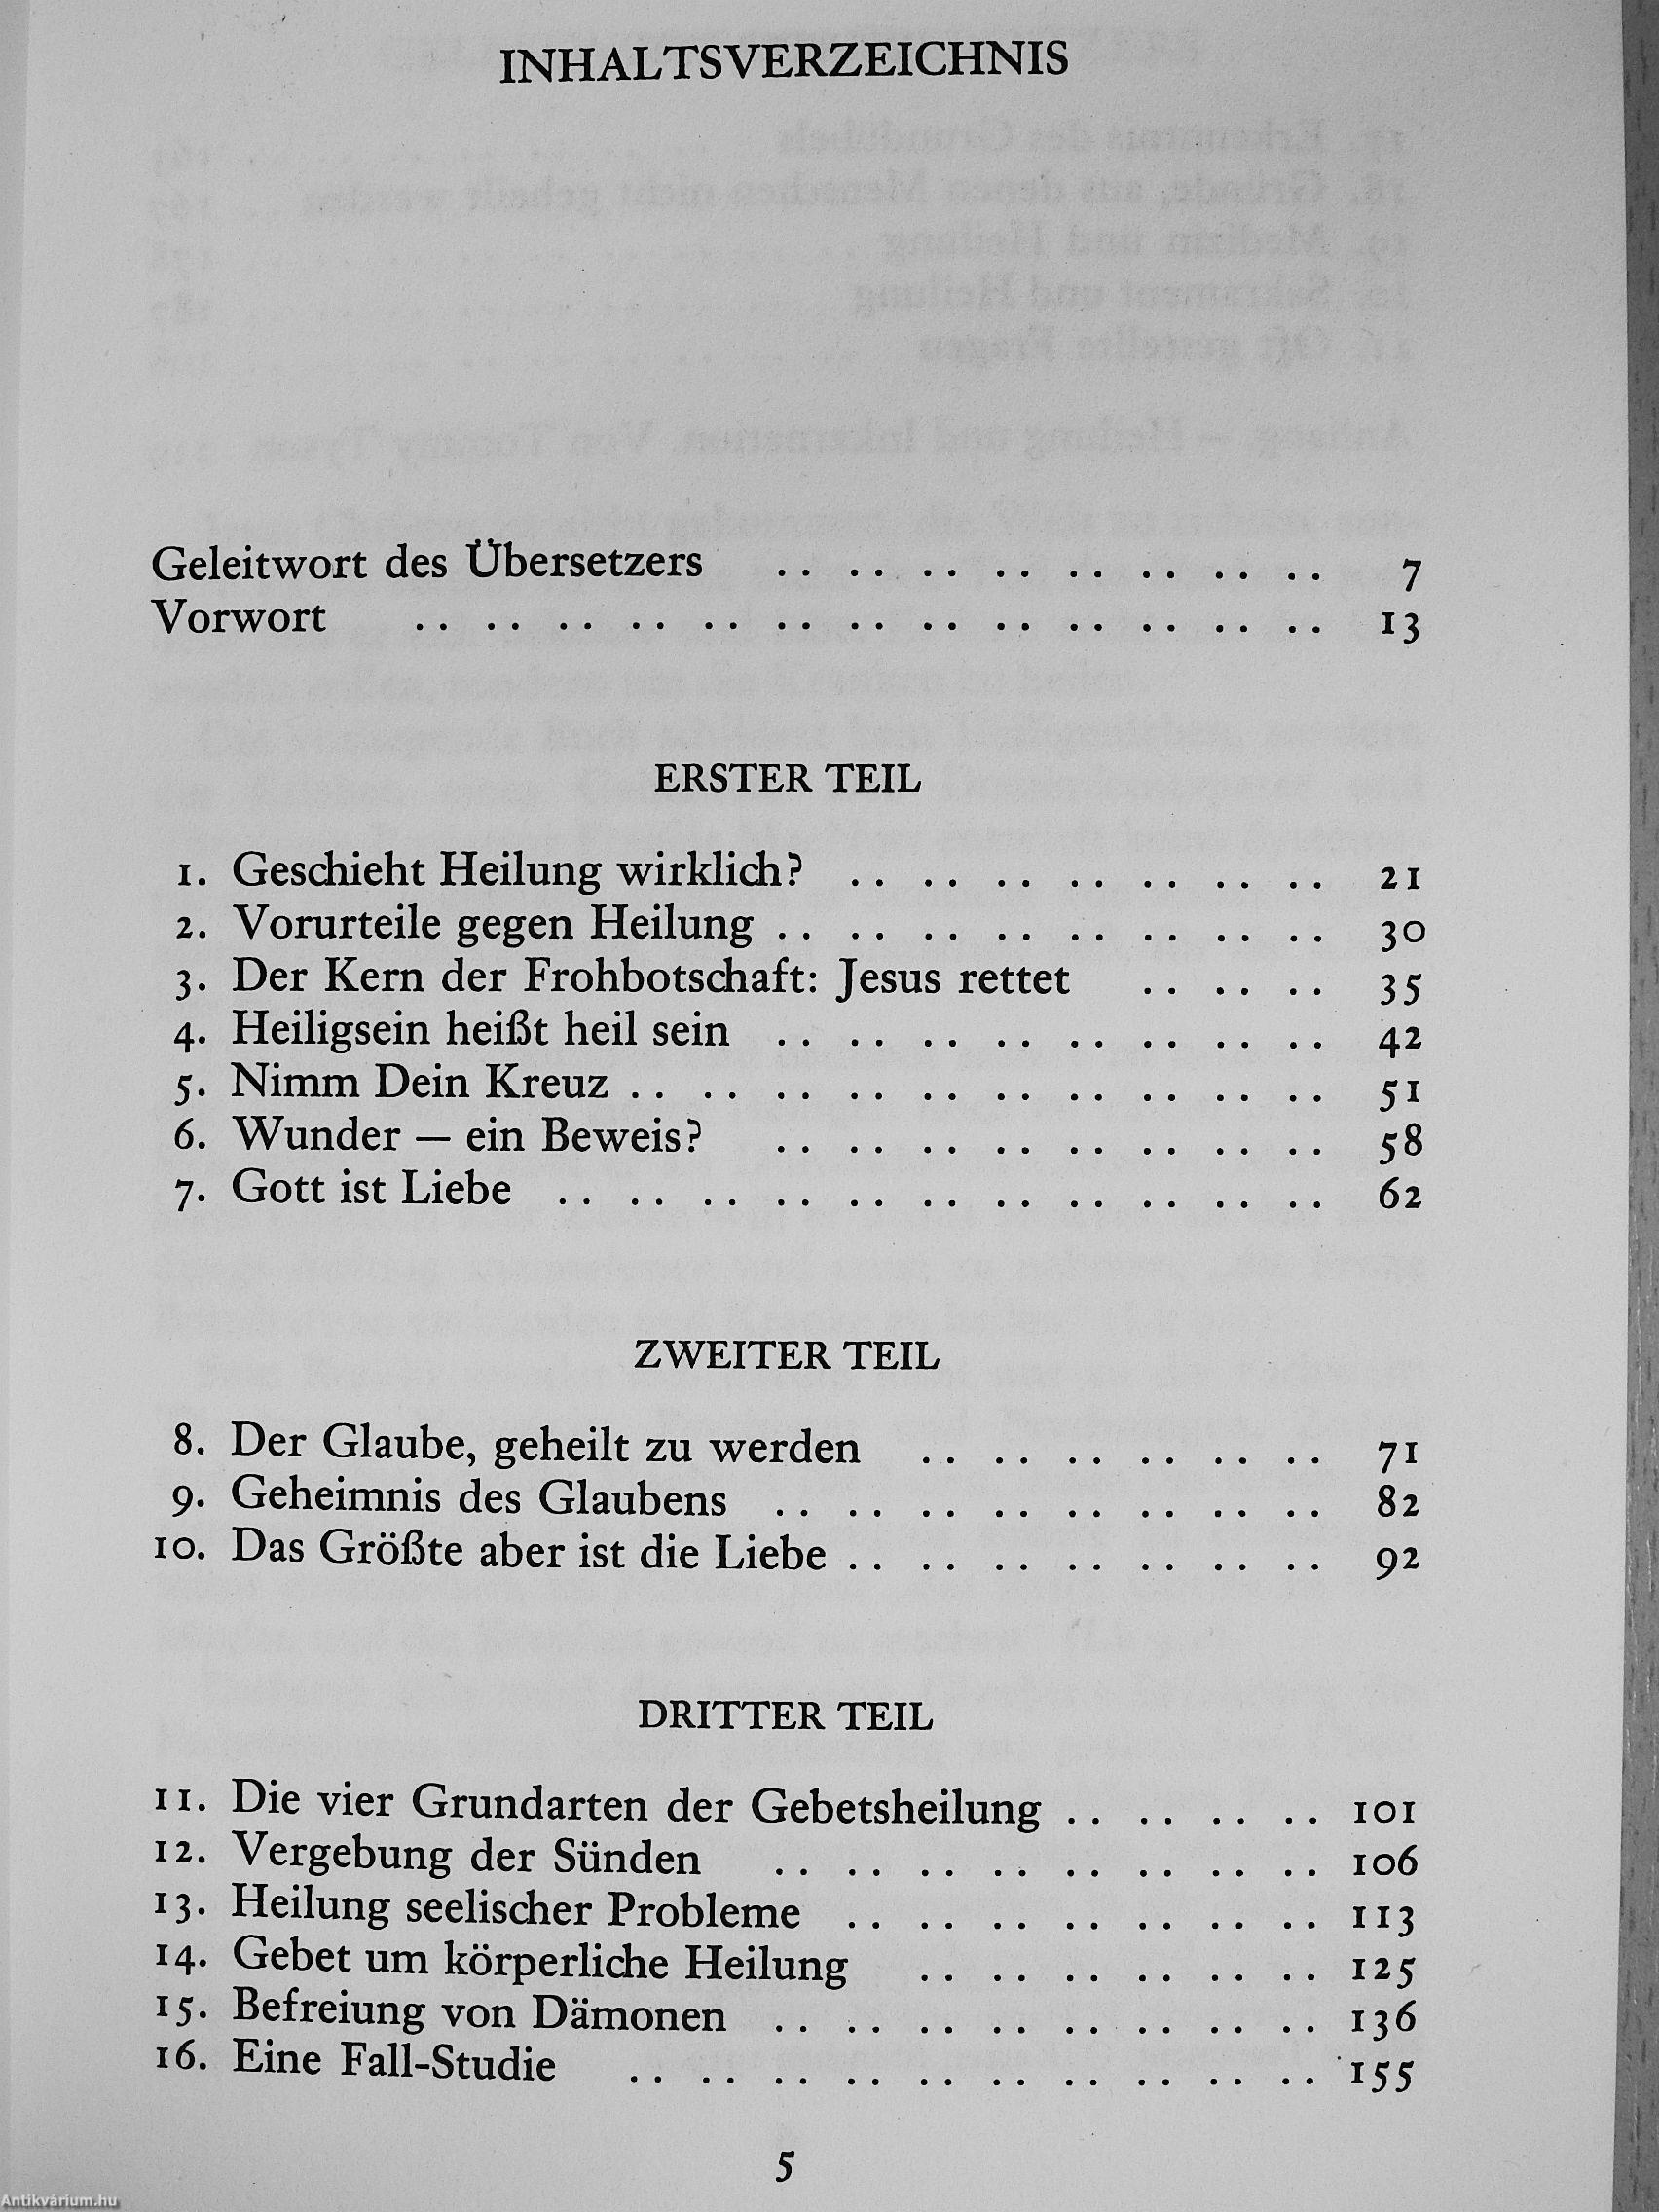 INHALTSVERZEICHNIS
Geleitwort des Übersetzers . . . . . . . . . . . . . . . . 7
Vorwort . . . . . . . . . . . . . . . . . . . . . . . . . . 13
ERSTER TEIL
1. Geschieht Heilung wirklich? . . . . . . . . . . . . . . 21
2. Vorurteile gegen Heilung . . . . . . . . . . . . . . . . 30
3. Der Kern der Frohbotschaft: Jesus rettet . . . . . . 35
4. Heiligsein heißt heil sein . . . . . . . . . . . . . . . . 42
5. Nimm Dein Kreuz . . . . . . . . . . . . . . . . . . . . 51
6. Wunder — ein Beweis? . . . . . . . . . . . . . . . . 58
7. Gott ist Liebe . . . . . . . . . . . . . . . . . . . . . . 62
ZWEITER TEIL
8. Der Glaube, geheilt zu werden . . . . . . . . . . . . 71
9. Geheimnis des Glaubens . . . . . . . . . . . . . . . . 82
10. Das Größte aber ist die Liebe . . . . . . . . . . . . . . 92
DRITTER TEIL
11. Die vier Grundarten der Gebetsheilung . . . . . . . . 101
12. Vergebung der Sünden . . . . . . . . . . . . . . . . 106
13. Heilung seelischer Probleme . . . . . . . . . . . . . . 113
14. Gebet um körperliche Heilung . . . . . . . . . . . . 125
15. Befreiung von Dämonen . . . . . . . . . . . . . . . . 136
16. Eine Fall-Studie . . . . . . . . . . . . . . . . . . . . 155
5
Antikvárium.hu